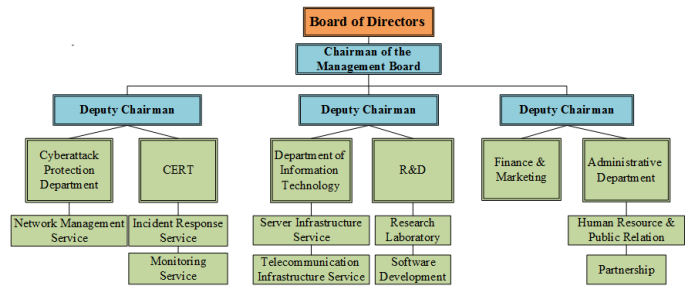 Board of Directors
Chairman of the
Management Board
Deputy Chairman
Deputy Chairman
Deputy Chairman
Cyberattack
Protection
Department
CERT
Department of
Information
Technology
R&D
Finance &
Marketing
Administrative
Department
Network Management
Service
Incident Response
Service
Server Infrastructure
Service
Research
Laboratory
Human Resource &
Public Relation
Monitoring
Service
Telecommunication
Infrastructure Service
Software
Development
Partnership